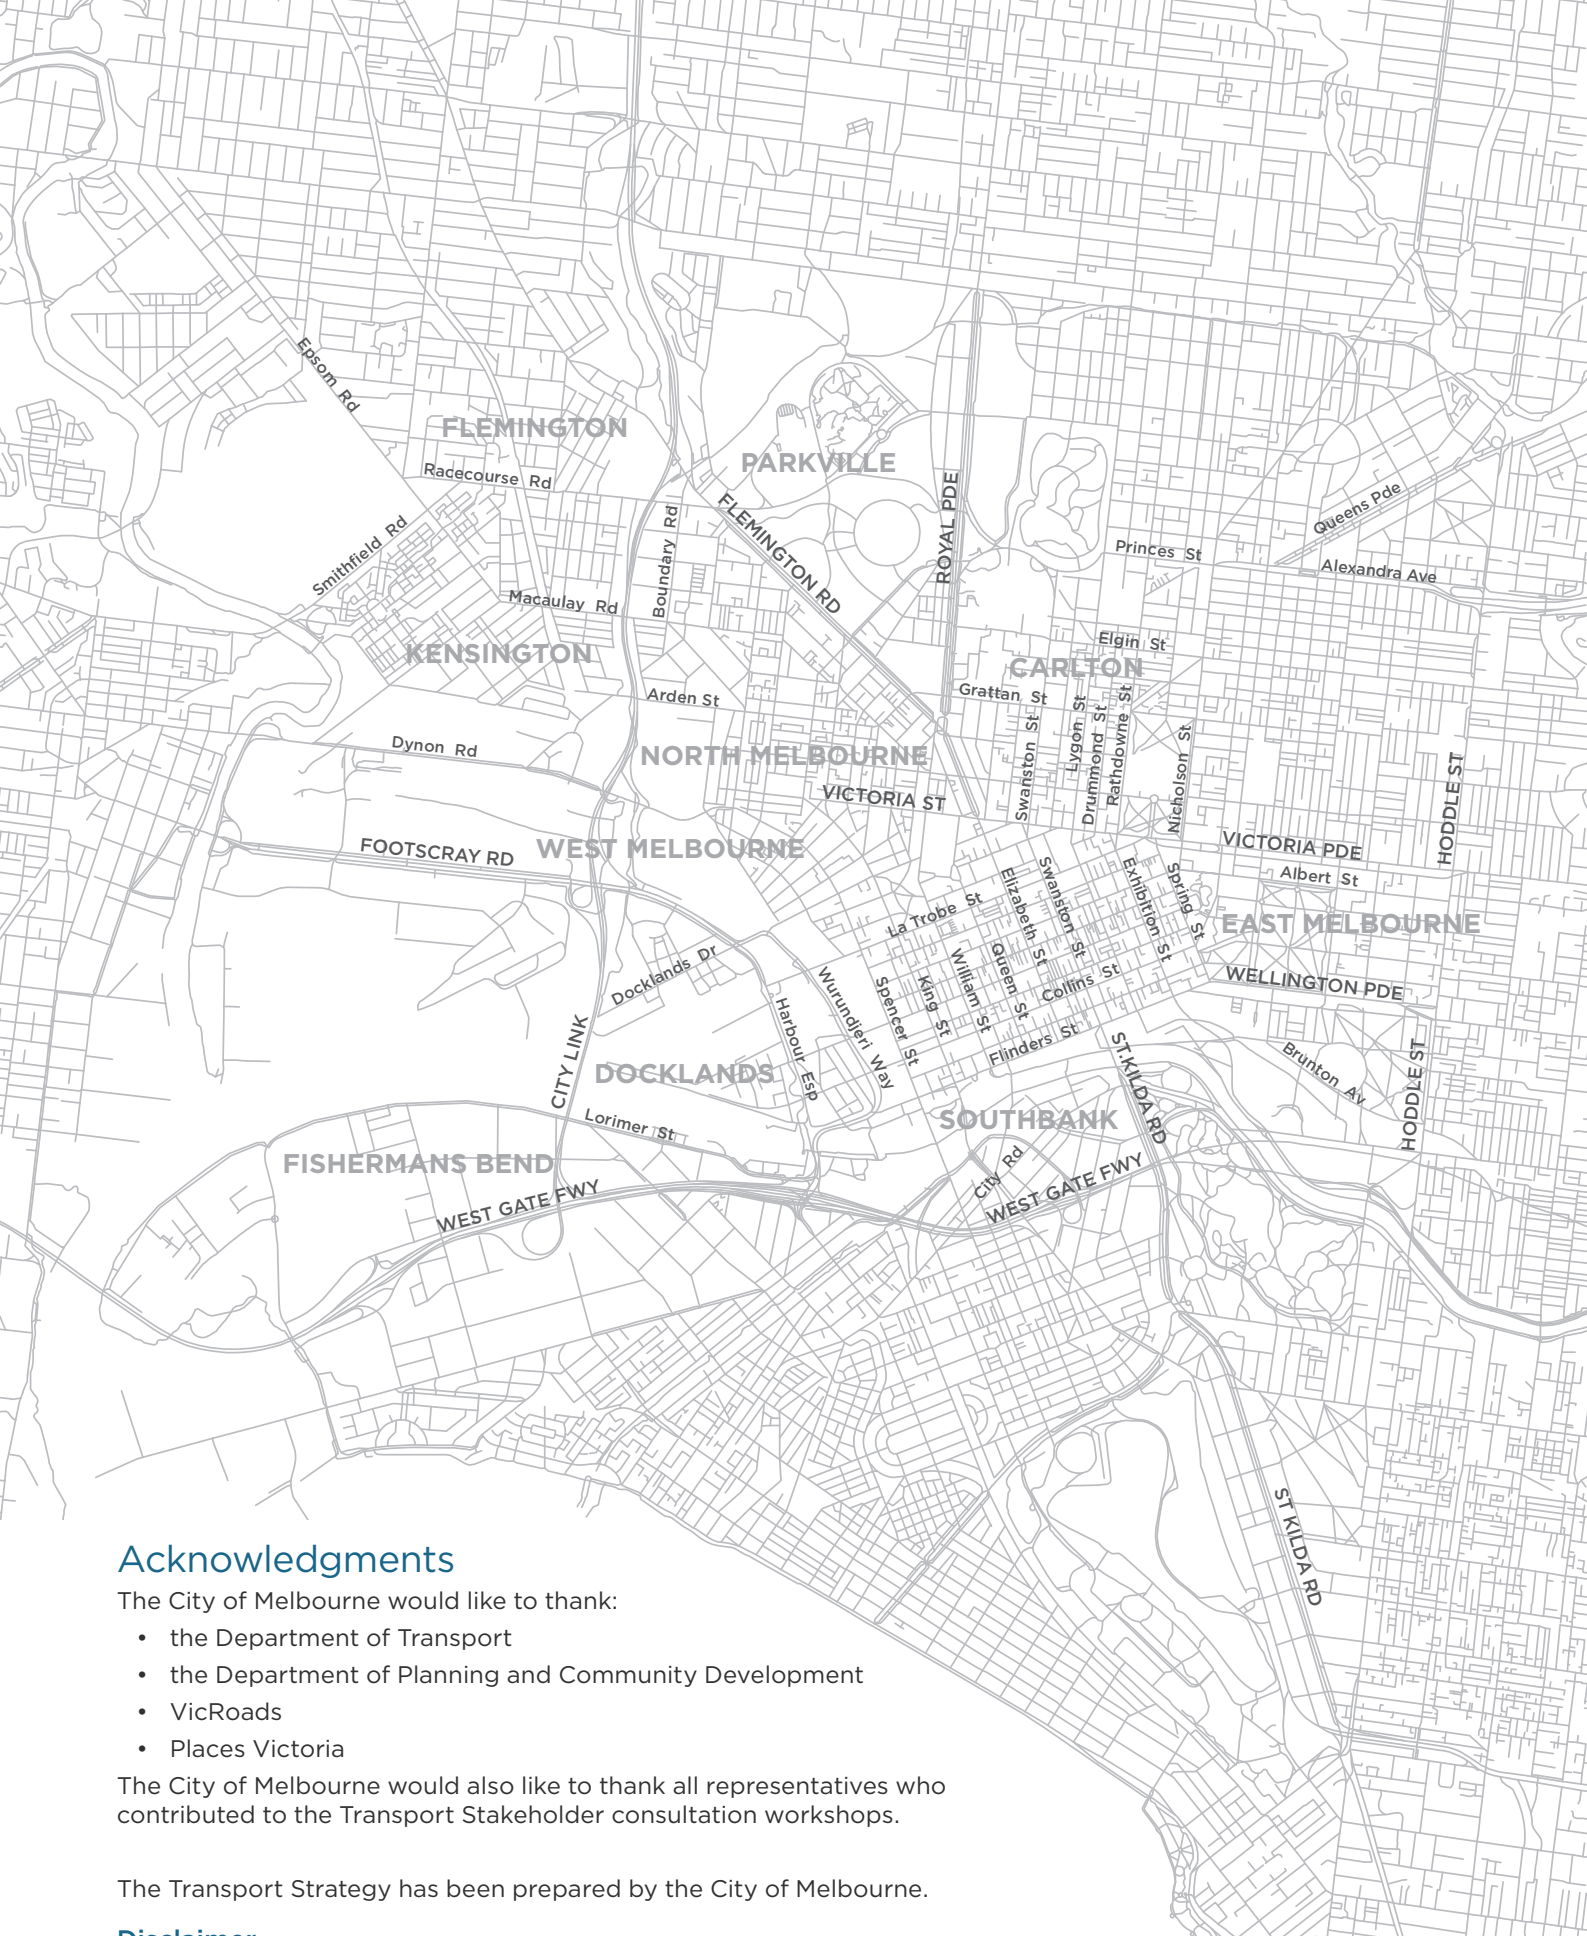 Epsom Rd
FLEMINGTON
PARKVILLE
Racecourse Rd
ROYAL PDE
Queens Pde
FLEMINGTON RD
Boundary Rd
Smithfield Rd
Princes St
Alexandra Ave
Macaulay Rd
Elgin St
KENSINGTON
CARLTON
Arden St
Grattan St
Swanston St
Lygon St
Drummond St
Rathdowne St
Nicholson St
Dynon Rd
NORTH MELBOURNE
HODDLE ST
VICTORIA ST
FOOTSCRAY RD
WEST MELBOURNE
VICTORIA PDE
Albert St
La Trobe St
Elizabeth St
Swanston St
Exhibition St
Spring St
EAST MELBOURNE
Docklands Dr
Wurundjeri Way
Spencer St
King St
William St
Queen St
Collins St
WELLINGTON PDE
Harbour Esp
Flinders St
CITY LINK
DOCKLANDS
ST.KILDA RD
Brunton Av
HODDLE ST
Lorimer St
SOUTHBANK
FISHERMANS BEND
City Rd
WEST GATE FWY
WEST GATE FWY
ST KILDA RD
Acknowledgments
The City of Melbourne would like to thank:
• the Department of Transport
• the Department of Planning and Community Development
• VicRoads
• Places Victoria
The City of Melbourne would also like to thank all representatives who
contributed to the Transport Stakeholder consultation workshops.
The Transport Strategy has been prepared by the City of Melbourne.
Disclaimer